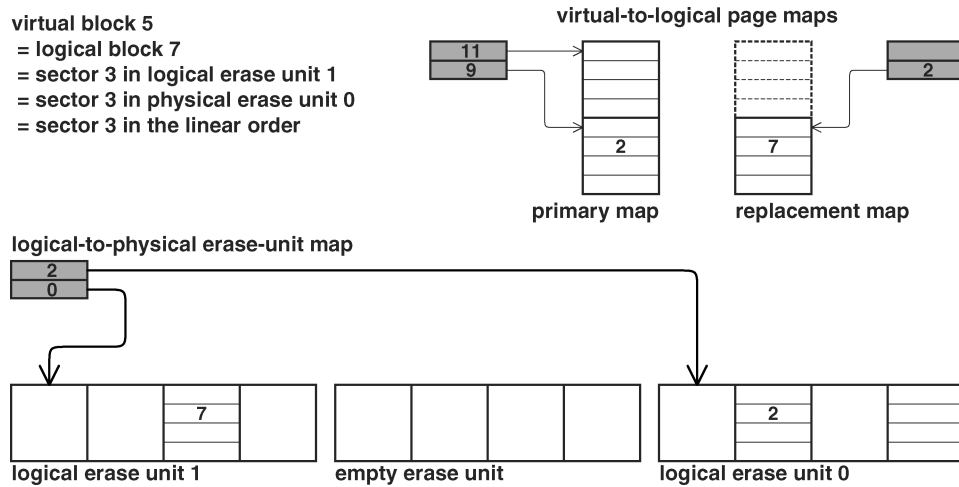 virtual block 5
= logical block 7
= sector 3 in logical erase unit 1
= sector 3 in physical erase unit 0
= sector 3 in the linear order
virtual-to-logical page maps
11
9
2
2
7
primary map
replacement map
logical-to-physical erase-unit map
2
0
7
2
logical erase unit 1
empty erase unit
logical erase unit 0